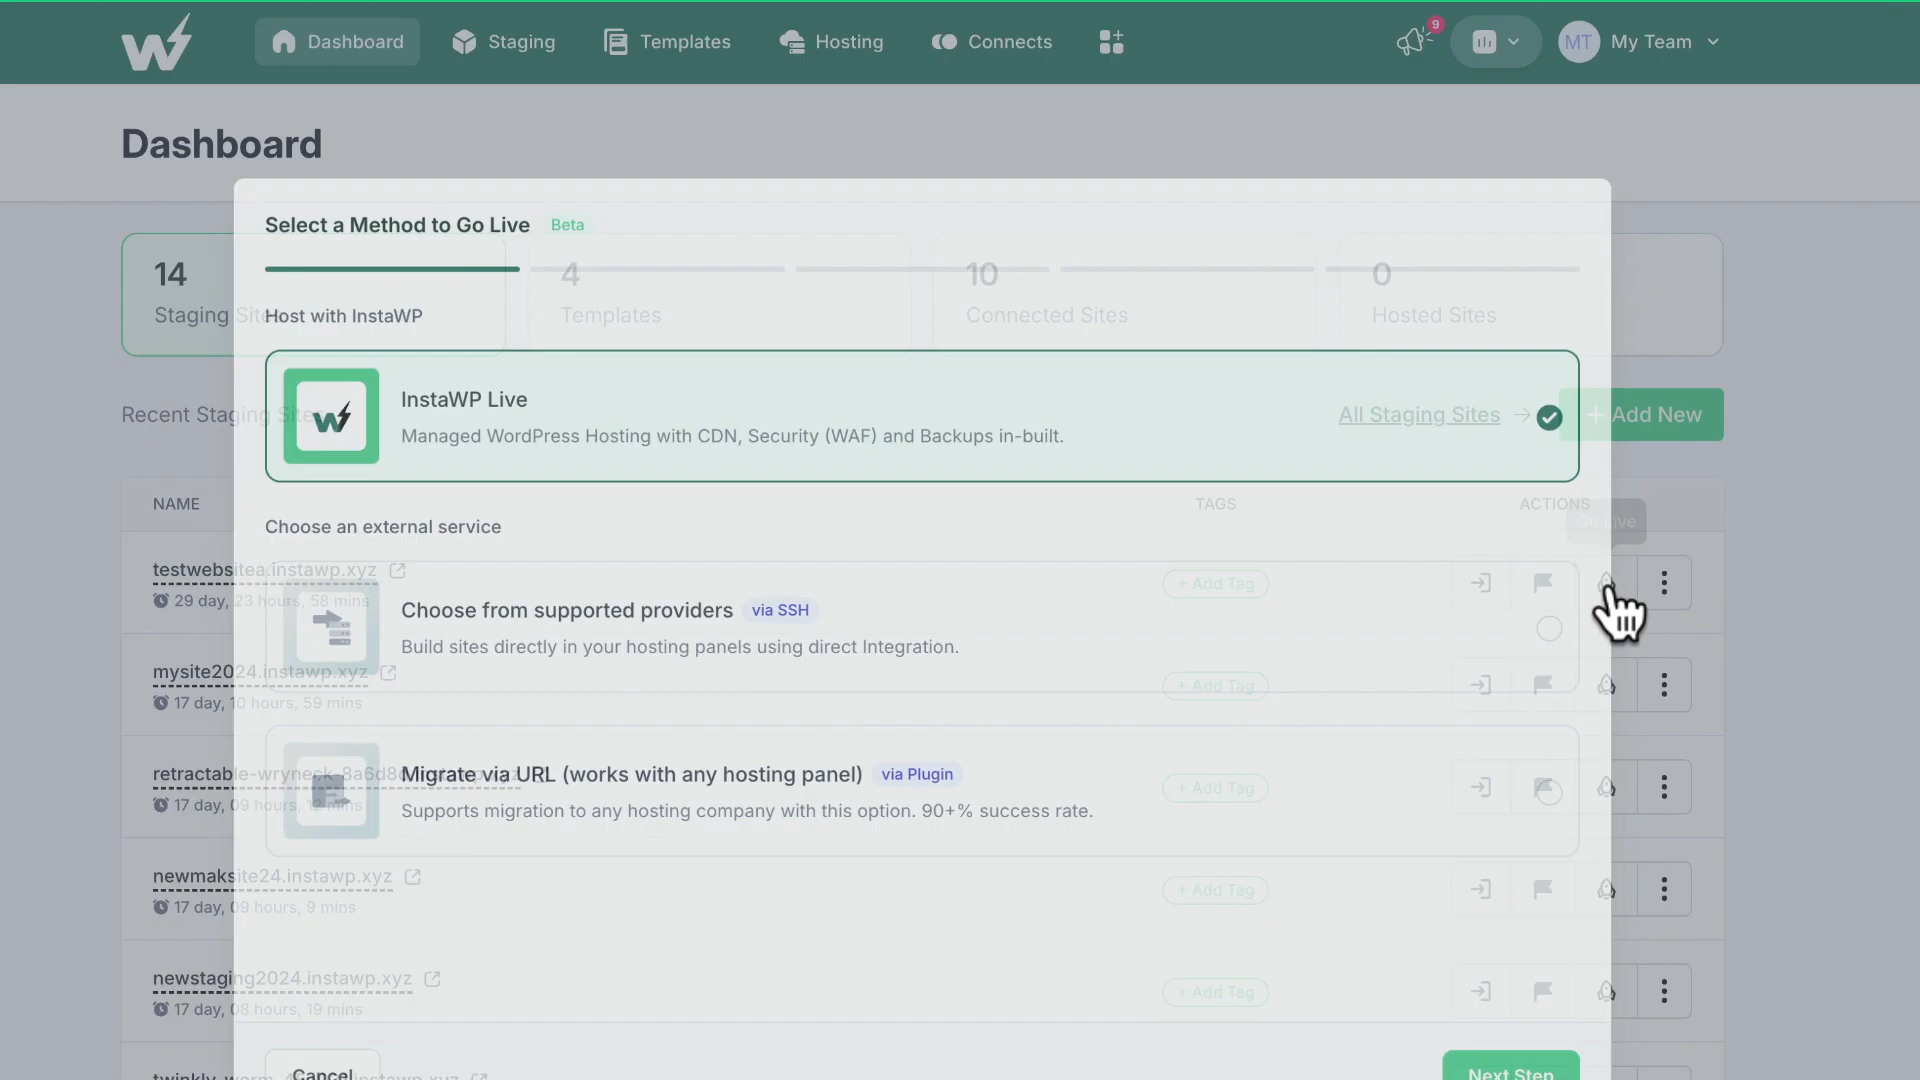 Dashboard
Staging
Templates
Hosting
Connects
9
MT
My Team
Dashboard
Select a Method to Go Live
Beta
14
4
10
0
Staging Sites
Templates
Connected Sites
Hosted Sites
Host with InstaWP
InstaWP Live
Managed WordPress Hosting with CDN, Security (WAF) and Backups in-built.
Recent Staging Sites
All Staging Sites
+ Add New
NAME
TAGS
ACTIONS
Go Live
Choose an external service
testwebsitea.instawp.xyz
29 day, 23 hours, 58 mins
+ Add Tag
Choose from supported providers
via SSH
Build sites directly in your hosting panels using direct Integration.
mysite2024.instawp.xyz
17 day, 10 hours, 59 mins
+ Add Tag
Migrate via URL (works with any hosting panel)
via Plugin
Supports migration to any hosting company with this option. 90+% success rate.
17 day, 09 hours, 12 mins
+ Add Tag
newmaksite24.instawp.xyz
17 day, 09 hours, 9 mins
+ Add Tag
newstaging2024.instawp.xyz
17 day, 08 hours, 19 mins
+ Add Tag
Cancel
Next Step